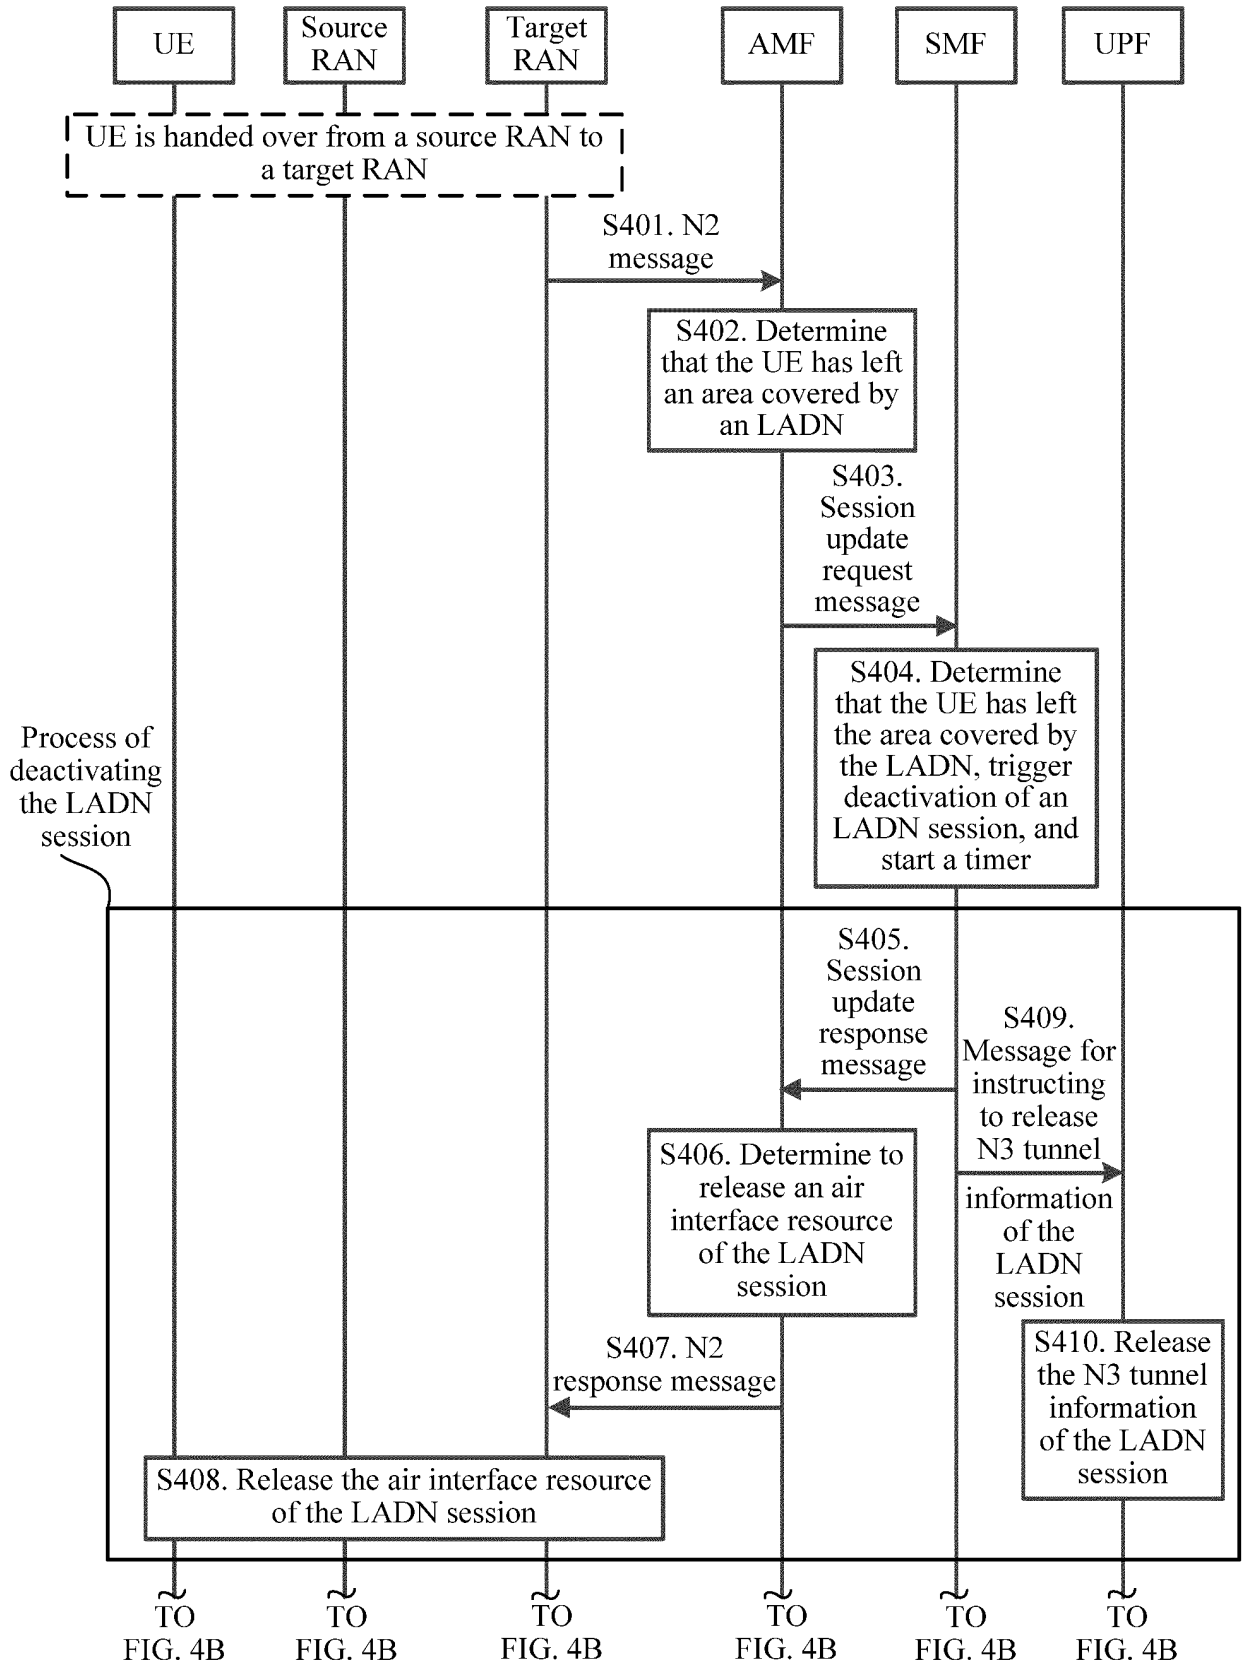 UE
Source
RAN
Target
RAN
AMF
SMF
UPF
UE is handed over from a source RAN to
a target RAN
S401. N2
message
S402. Determine
that the UE has left
an area covered by
an LADN
S403.
Session
update
request
message
S404. Determine
that the UE has left
the area covered by
the LADN, trigger
deactivation of an
LADN session, and
start a timer
Process of
deactivating
the LADN
session
S405.
Session
update
response
message
S409.
Message for
instructing
to release
N3 tunnel
information
of the
LADN
session
S406. Determine to
release an air
interface resource
of the LADN
session
S410. Release
the N3 tunnel
information
of the LADN
session
S407. N2
response message
S408. Release the air interface resource
of the LADN session
TO
FIG. 4B
TO
FIG. 4B
TO
FIG. 4B
TO
FIG. 4B
TO
FIG. 4B
TO
FIG. 4B